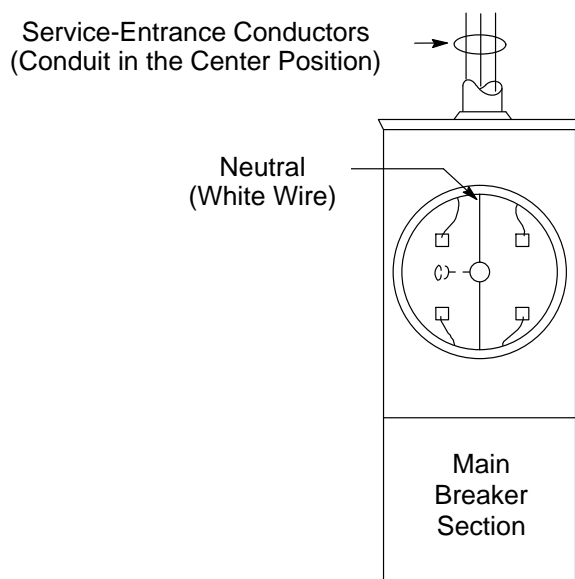 Service-Entrance Conductors
(Conduit in the Center Position)
Neutral
(White Wire)
Main
Breaker
Section